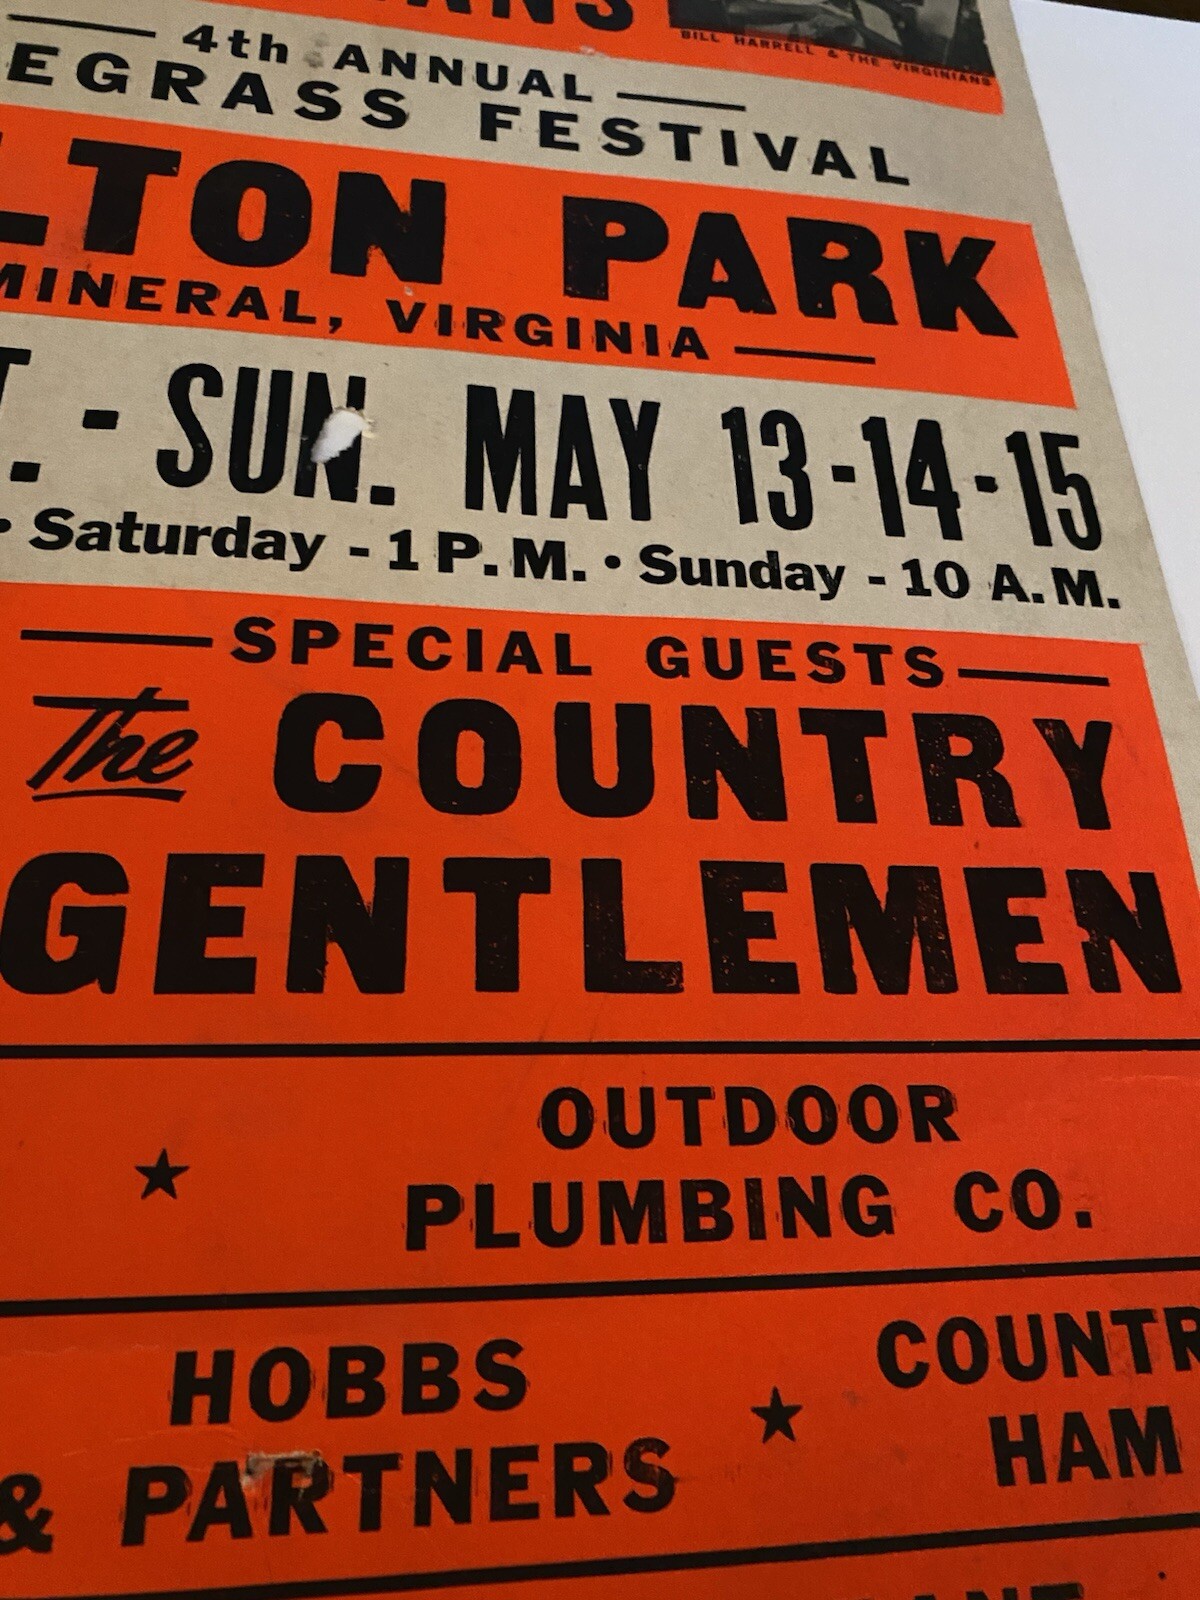 BILL HARRELL & THE VIRGINIANS
4th ANNUAL
EGRASS FESTIVAL
LTON PARK
MINERAL, VIRGINIA
T. - SUN. MAY 13-14-15
• Saturday - 1 P.M. • Sunday - 10 A.M.
SPECIAL GUESTS
The COUNTRY
GENTLEMEN
OUTDOOR
PLUMBING CO.
HOBBS
& PARTNERS
COUNTR
HAM